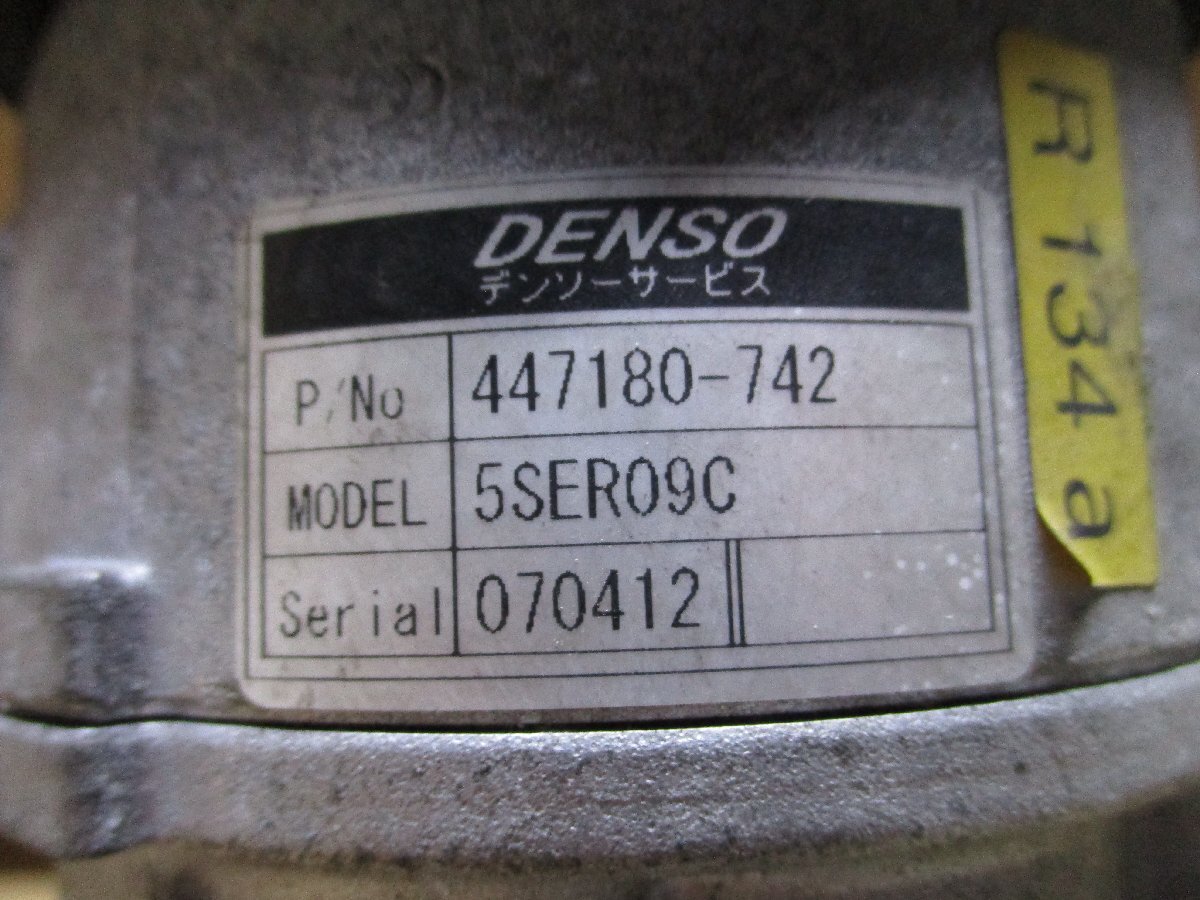 DENSO
デンソーサービス
P/No 447180-742
MODEL 5SER09C
Serial 070412
R134a